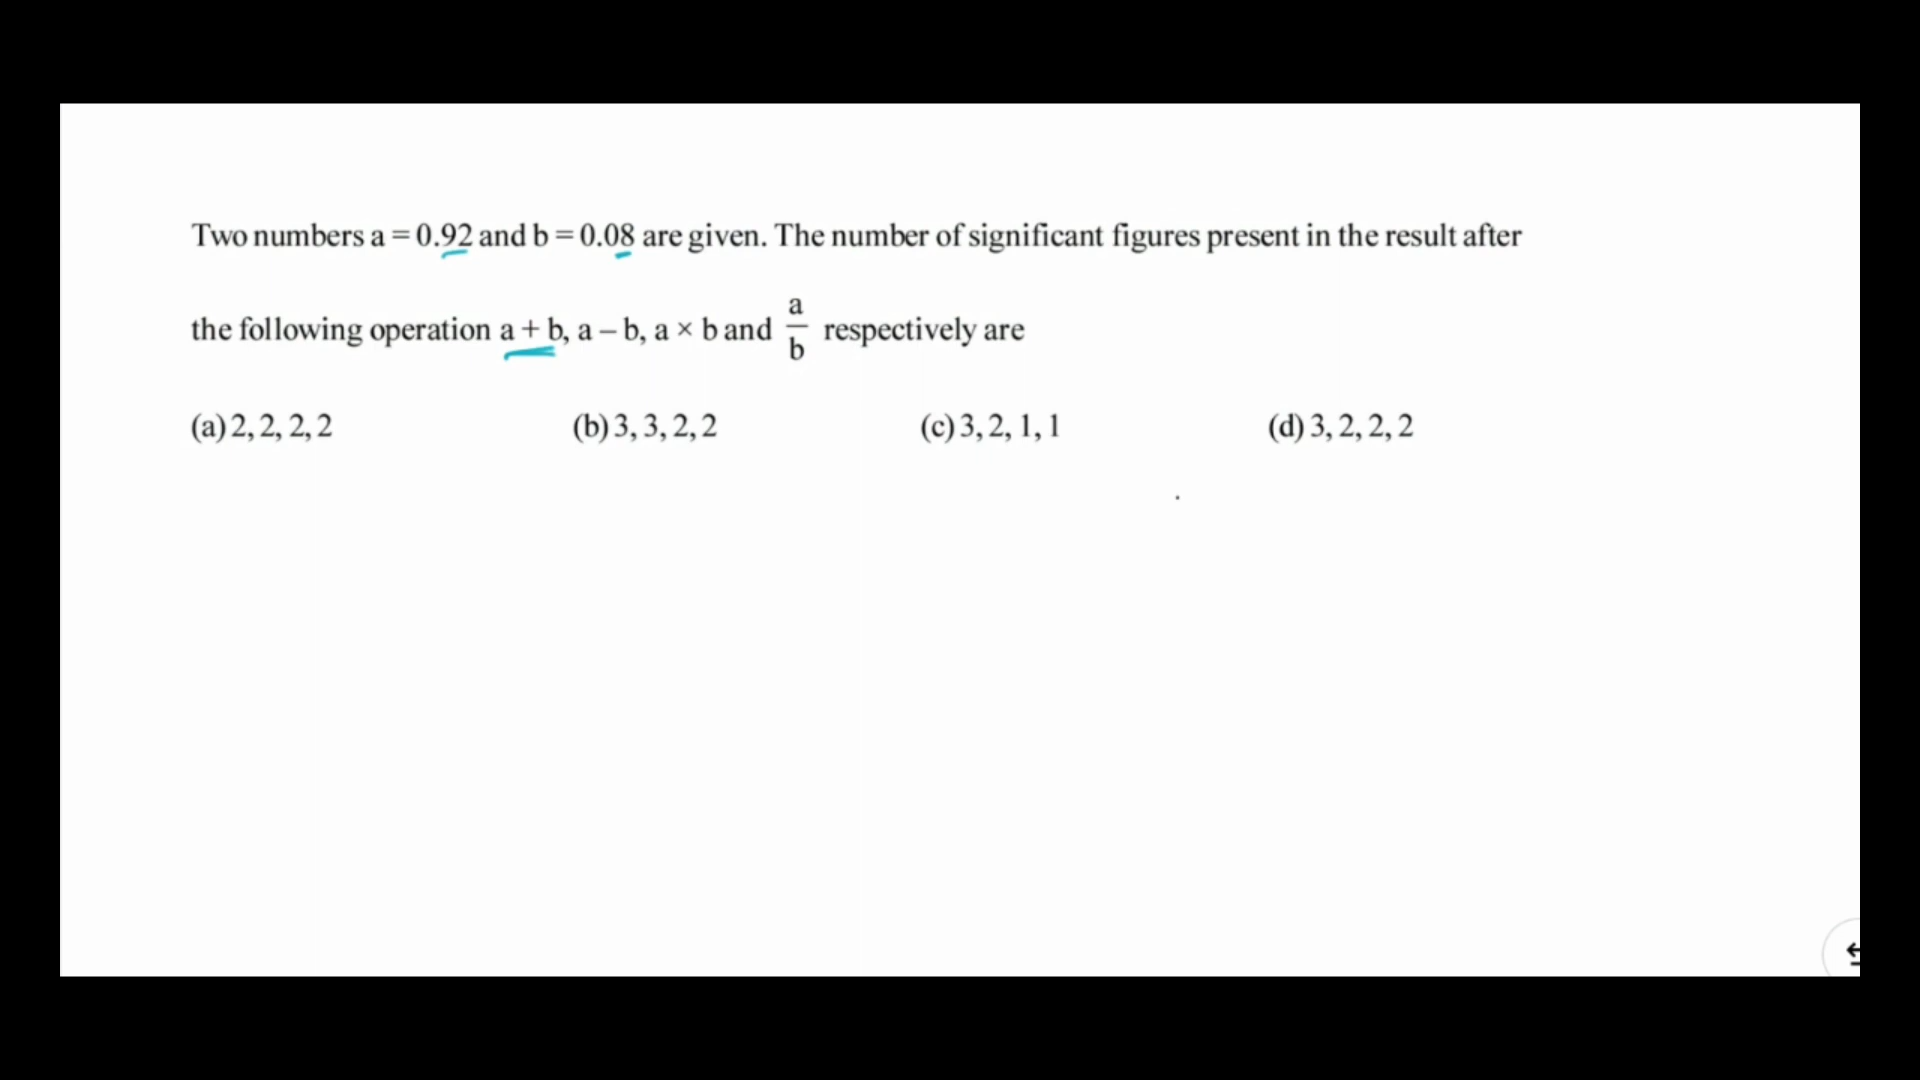 Two numbers a = 0.92 and b = 0.08 are given. The number of significant figures present in the result after
the following operation a + b, a – b, a × b and a/b respectively are
(a) 2, 2, 2, 2 (b) 3, 3, 2, 2 (c) 3, 2, 1, 1 (d) 3, 2, 2, 2